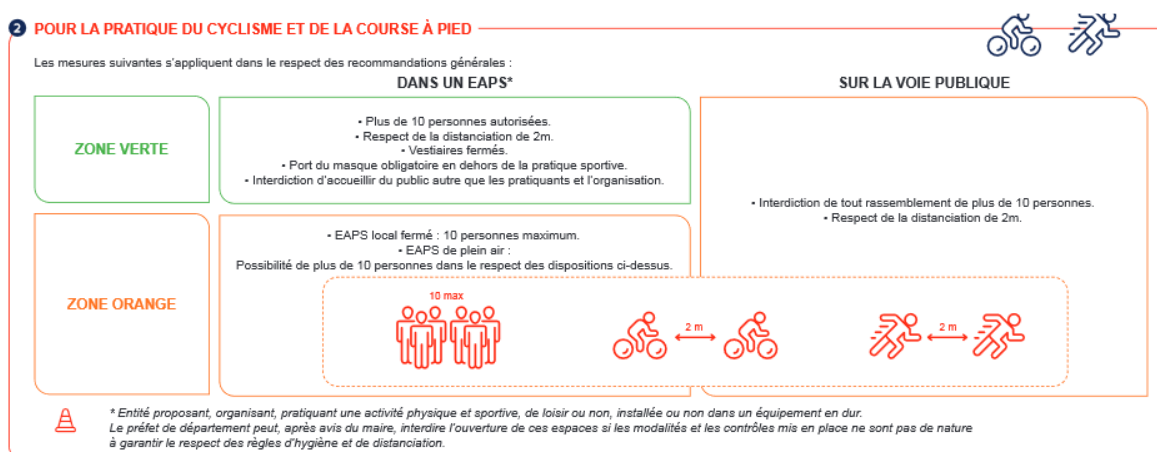 2 POUR LA PRATIQUE DU CYCLISME ET DE LA COURSE À PIED
Les mesures suivantes s'appliquent dans le respect des recommandations générales :
DANS UN EAPS*
SUR LA VOIE PUBLIQUE
ZONE VERTE
• Plus de 10 personnes autorisées.
• Respect de la distanciation de 2m.
• Vestiaires fermés.
• Port du masque obligatoire en dehors de la pratique sportive.
• Interdiction d'accueillir du public autre que les pratiquants et l'organisation.
• Interdiction de tout rassemblement de plus de 10 personnes.
• Respect de la distanciation de 2m.
ZONE ORANGE
• EAPS local fermé : 10 personnes maximum.
• EAPS de plein air :
Possibilité de plus de 10 personnes dans le respect des dispositions ci-dessus.
10 max
2 m
2 m
* Entité proposant, organisant, pratiquant une activité physique et sportive, de loisir ou non, installée ou non dans un équipement en dur.
Le préfet de département peut, après avis du maire, interdire l'ouverture de ces espaces si les modalités et les contrôles mis en place ne sont pas de nature
à garantir le respect des règles d'hygiène et de distanciation.